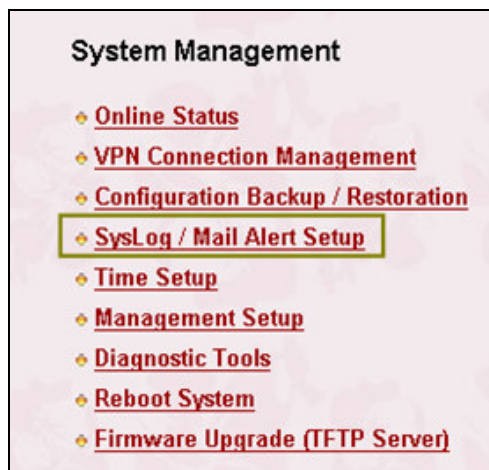 System Management
Online Status
VPN Connection Management
Configuration Backup / Restoration
SysLog / Mail Alert Setup
Time Setup
Management Setup
Diagnostic Tools
Reboot System
Firmware Upgrade (TFTP Server)